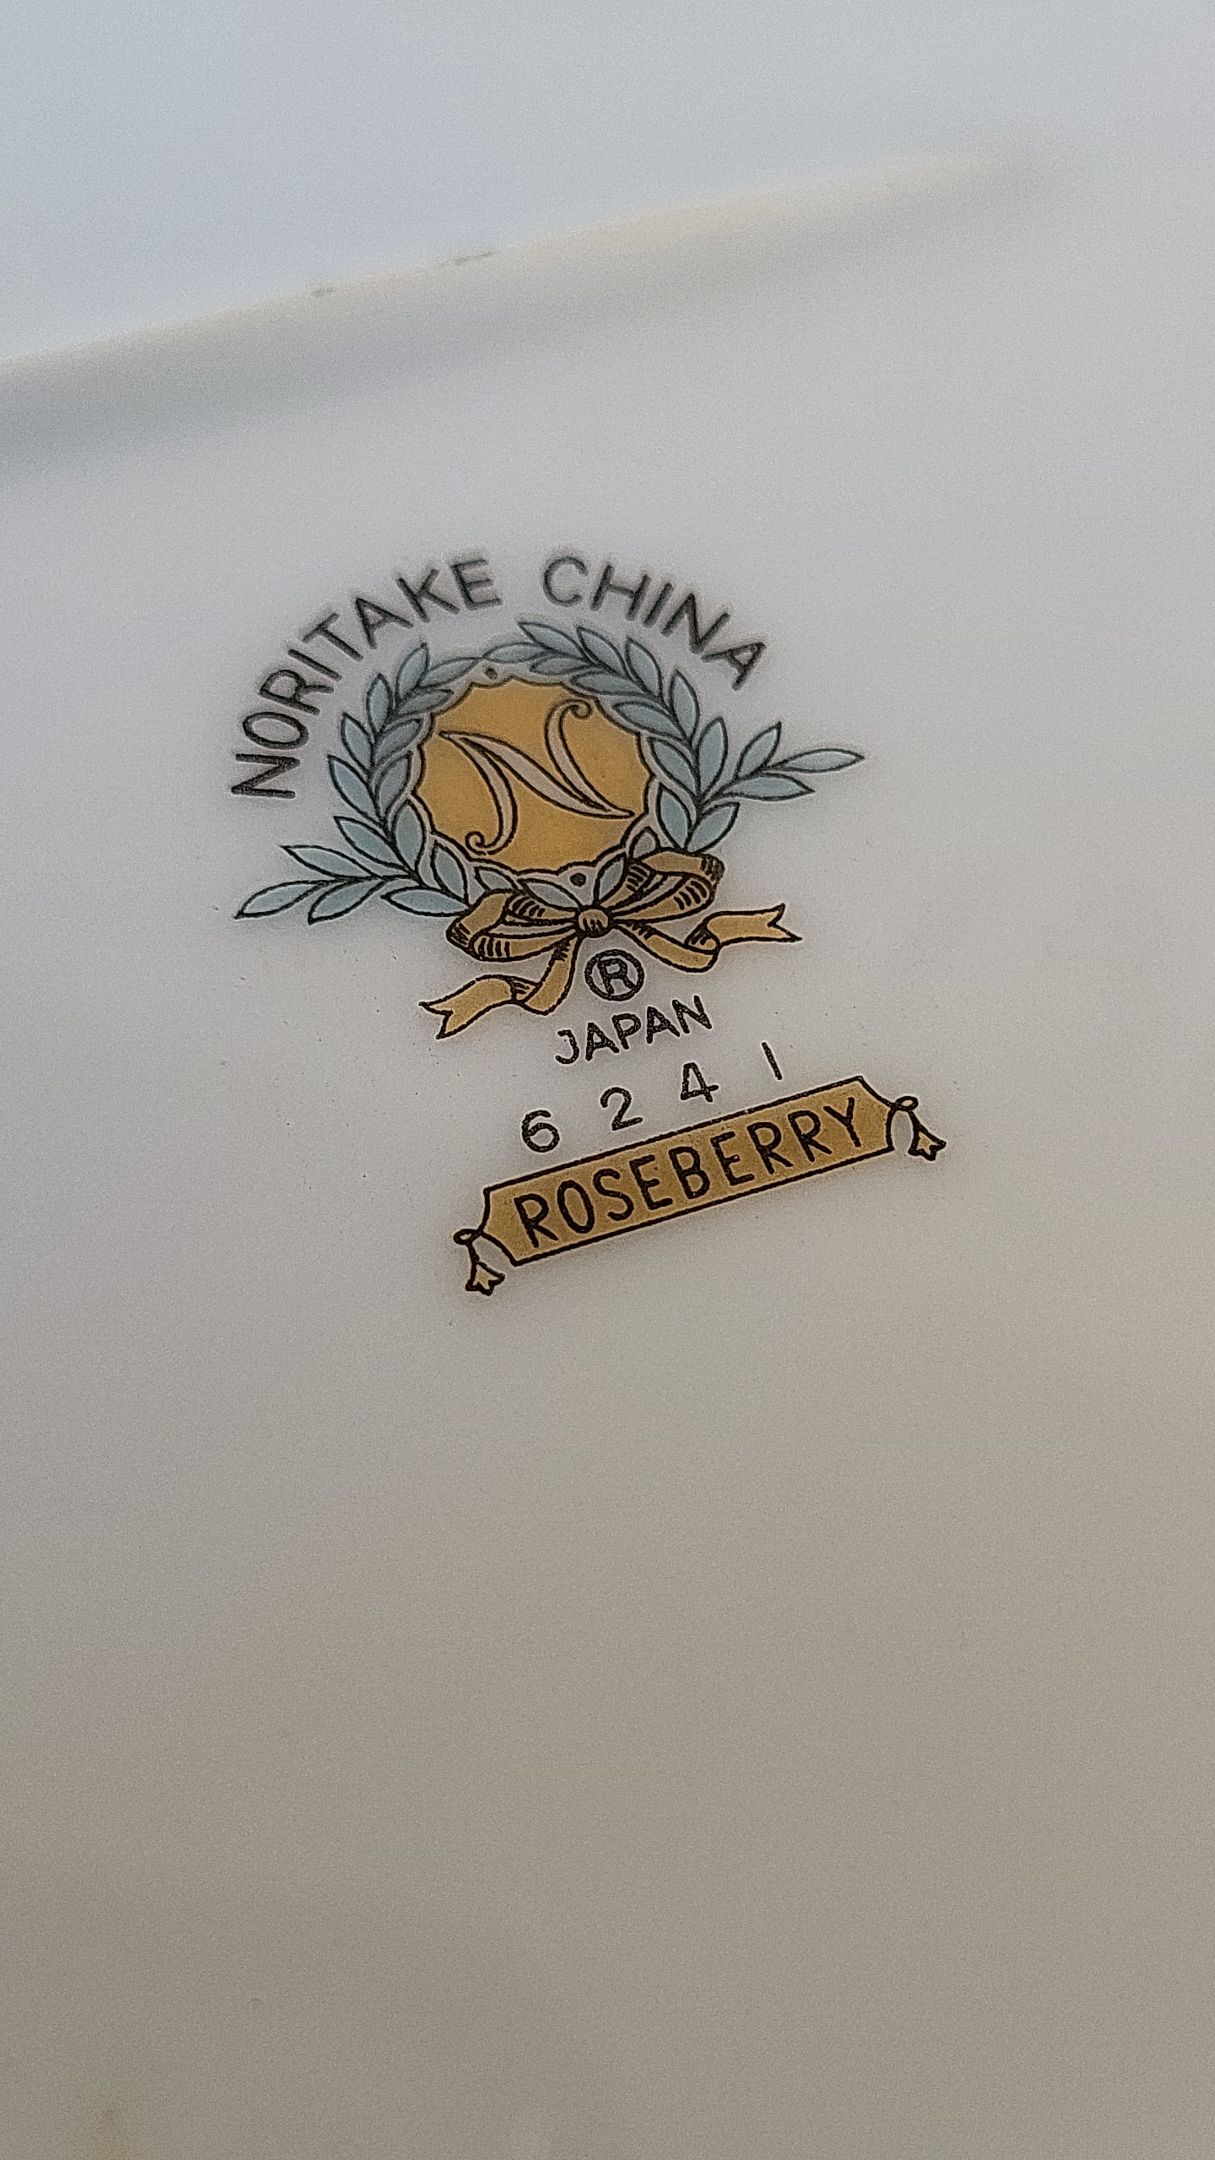 NORITAKE CHINA
N
®
JAPAN
6241
ROSEBERRY